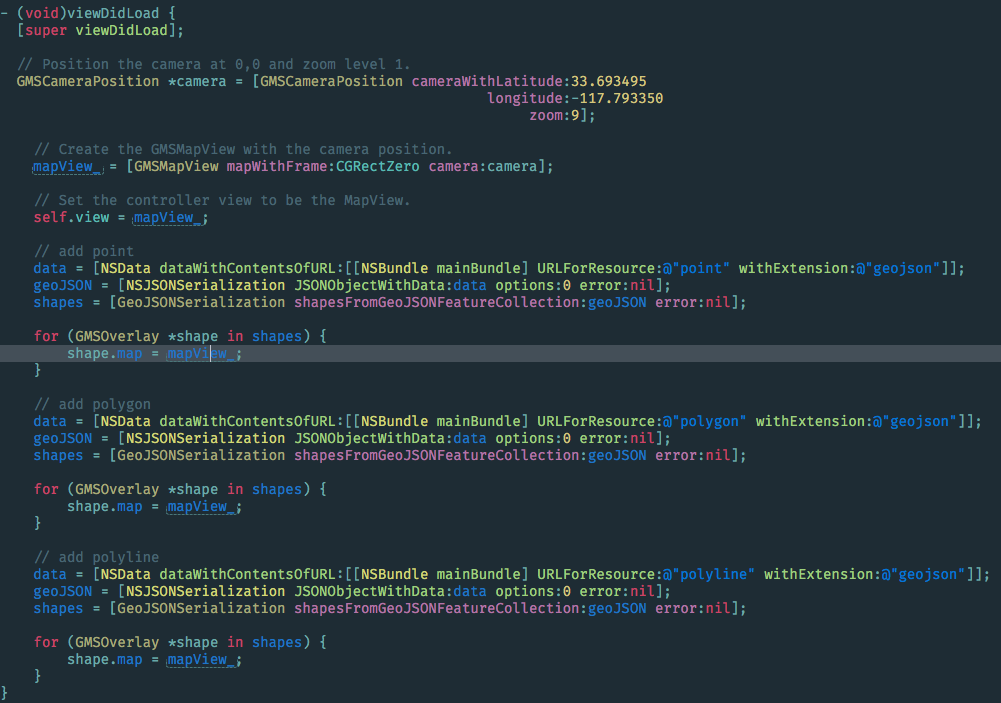 - (void)viewDidLoad {
[super viewDidLoad];
// Position the camera at 0,0 and zoom level 1.
GMSCameraPosition *camera = [GMSCameraPosition cameraWithLatitude:33.693495
longitude:-117.793350
zoom:9];
// Create the GMSMapView with the camera position.
mapView_ = [GMSMapView mapWithFrame:CGRectZero camera:camera];
// Set the controller view to be the MapView.
self.view = mapView_;
// add point
data = [NSData dataWithContentsOfURL:[[NSBundle mainBundle] URLForResource:@"point" withExtension:@"geojson"]];
geoJSON = [NSJSONSerialization JSONObjectWithData:data options:0 error:nil];
shapes = [GeoJSONSerialization shapesFromGeoJSONFeatureCollection:geoJSON error:nil];
for (GMSOverlay *shape in shapes) {
shape.map = mapView_;
}
// add polygon
data = [NSData dataWithContentsOfURL:[[NSBundle mainBundle] URLForResource:@"polygon" withExtension:@"geojson"]];
geoJSON = [NSJSONSerialization JSONObjectWithData:data options:0 error:nil];
shapes = [GeoJSONSerialization shapesFromGeoJSONFeatureCollection:geoJSON error:nil];
for (GMSOverlay *shape in shapes) {
shape.map = mapView_;
}
// add polyline
data = [NSData dataWithContentsOfURL:[[NSBundle mainBundle] URLForResource:@"polyline" withExtension:@"geojson"]];
geoJSON = [NSJSONSerialization JSONObjectWithData:data options:0 error:nil];
shapes = [GeoJSONSerialization shapesFromGeoJSONFeatureCollection:geoJSON error:nil];
for (GMSOverlay *shape in shapes) {
shape.map = mapView_;
}
}